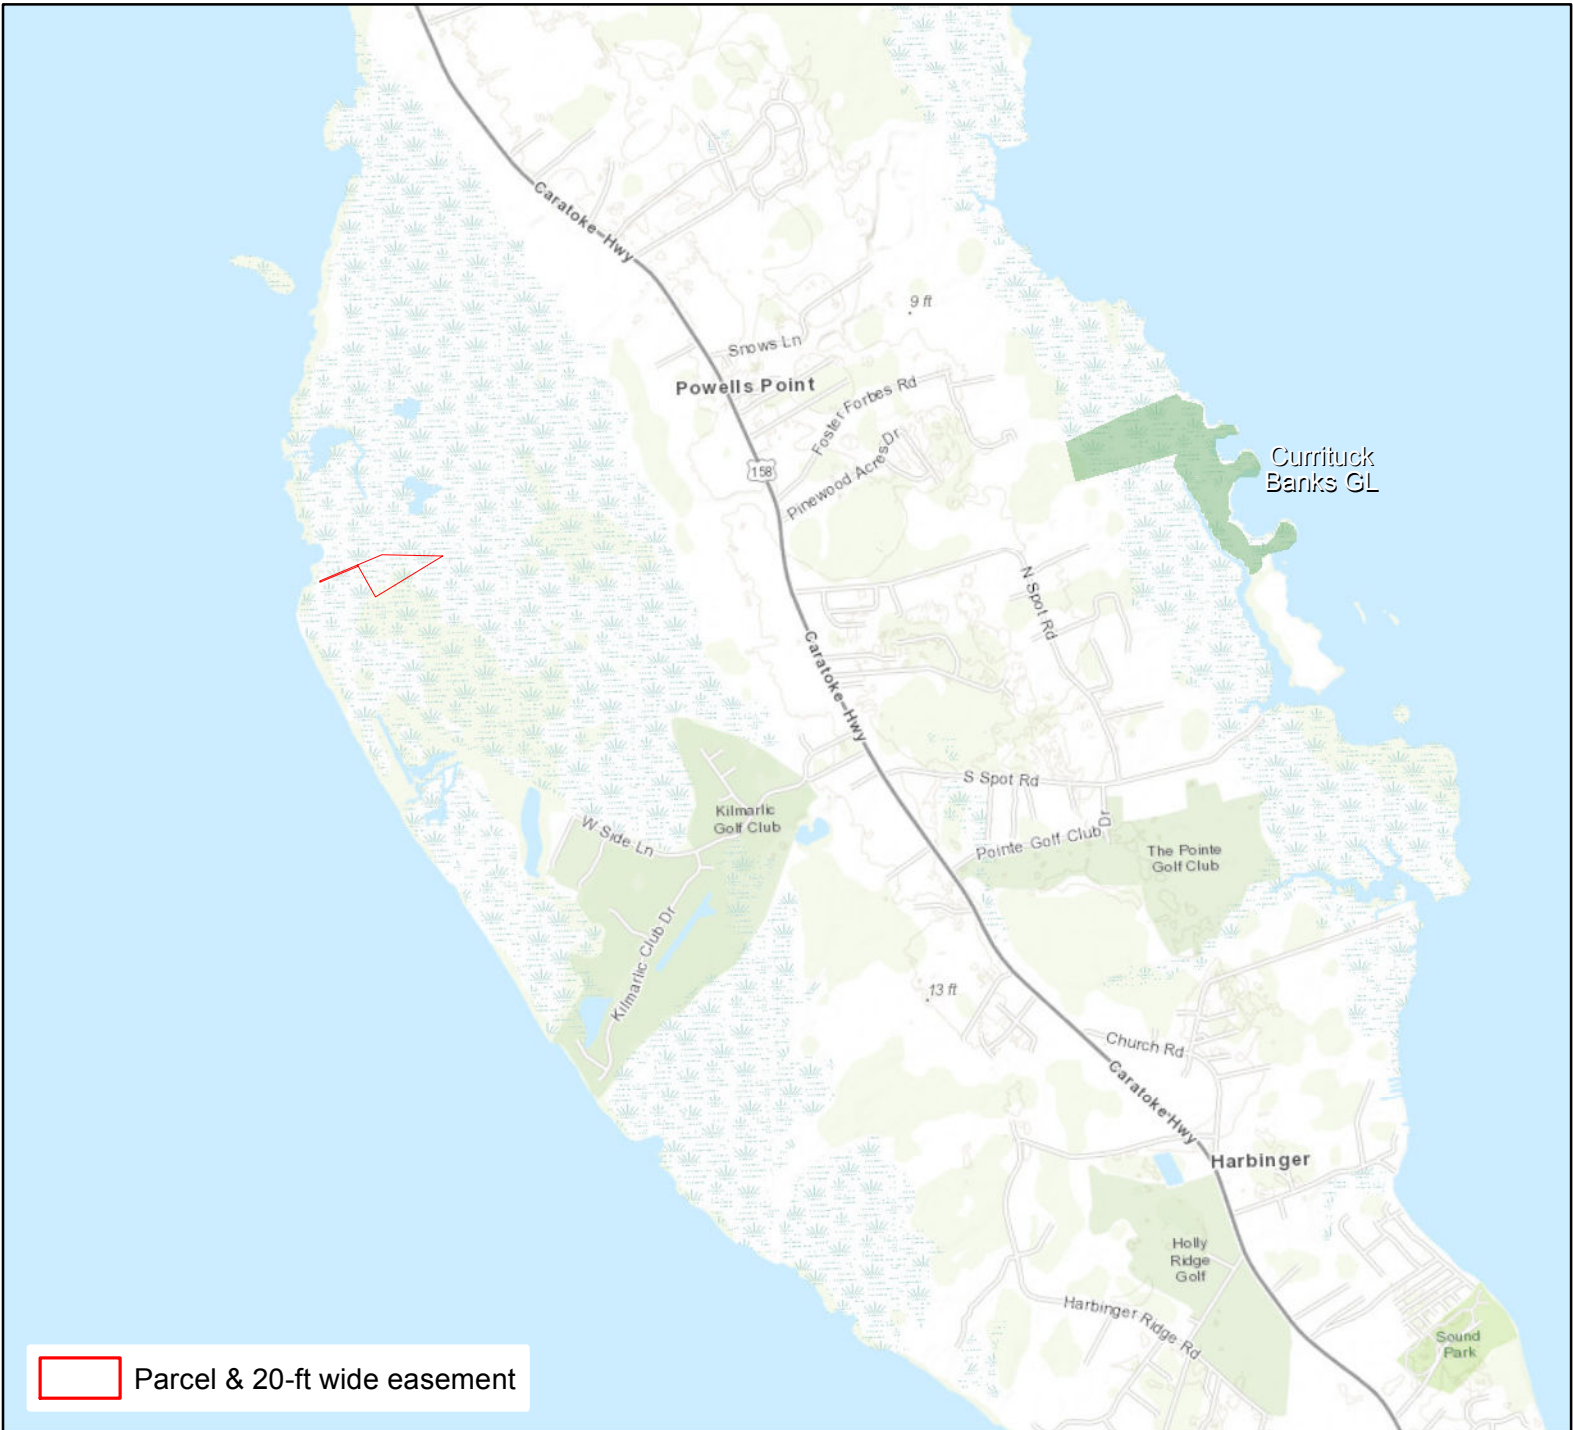 Caratoke Hwy
9 ft
Snows Ln
Powells Point
Foster Forbes Rd
Currituck
Banks GL
158
Pinewood Acres Dr
N Spot Rd
Caratoke Hwy
S Spot Rd
Kilmarlic
Golf Club
W Side Ln
Pointe Golf Club Dr
The Pointe
Golf Club
Kilmarlic Club Dr
13 ft
Church Rd
Caratoke Hwy
Harbinger
Holly
Ridge
Golf
Harbinger Ridge Rd
Sound
Park
Parcel & 20-ft wide easement